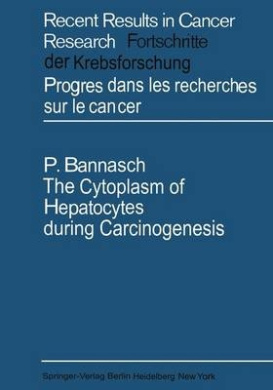 Recent Results in Cancer
Research Fortschritte
der Krebsforschung
Progres dans les recherches
sur le cancer
P. Bannasch
The Cytoplasm of
Hepatocytes
during Carcinogenesis
Springer-Verlag Berlin Heidelberg New York